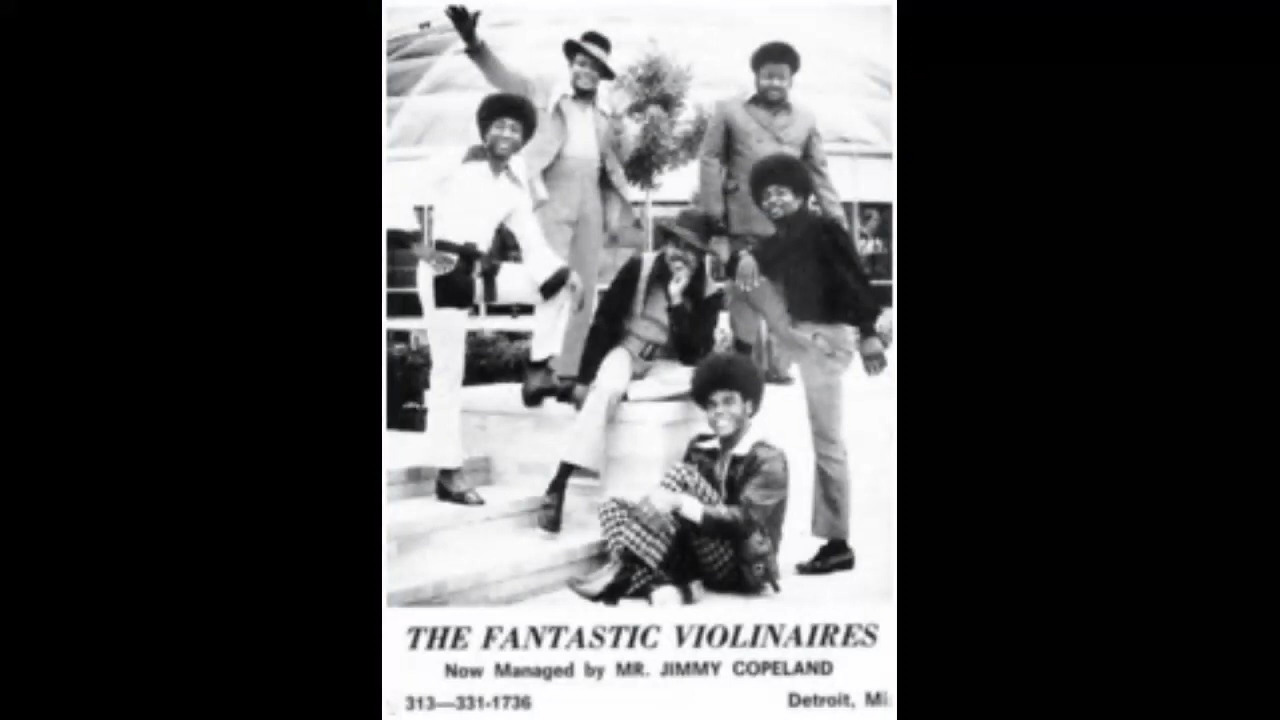 THE FANTASTIC VIOLINAIRES
Now Managed by MR. JIMMY COPELAND
313—331-1736
Detroit, Mi